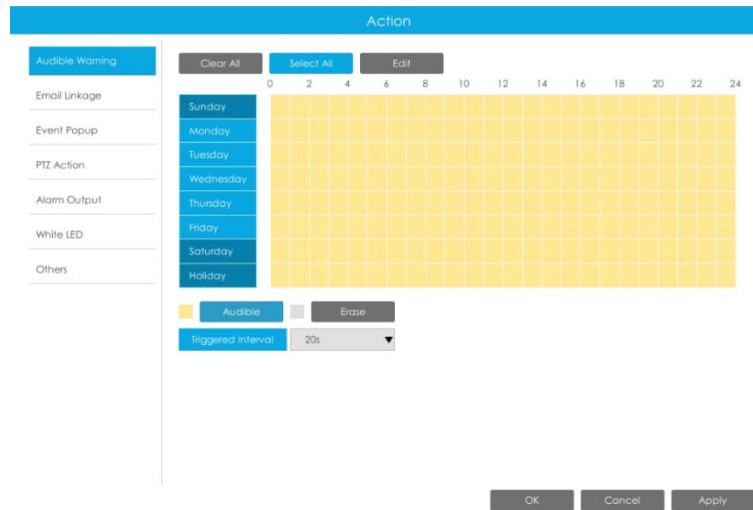 Action
Audible Warning
Email Linkage
Event Popup
PTZ Action
Alarm Output
White LED
Others
Clear All Select All Edit
0 2 4 6 8 10 12 14 16 18 20 22 24
Sunday
Monday
Tuesday
Wednesday
Thursday
Friday
Saturday
Holiday
Audible Erase
Triggered Interval 20s
OK Cancel Apply